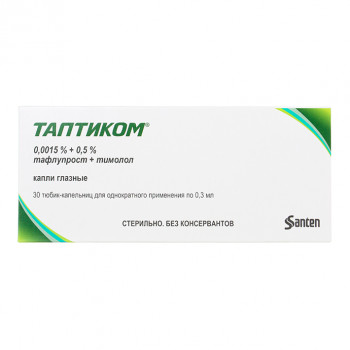 ТАПТИКОМ®
0,0015 % + 0,5 %
тафлупрост + тимолол
капли глазные
30 тюбик-капельниц для однократного применения по 0,3 мл
СТЕРИЛЬНО. БЕЗ КОНСЕРВАНТОВ
Santen